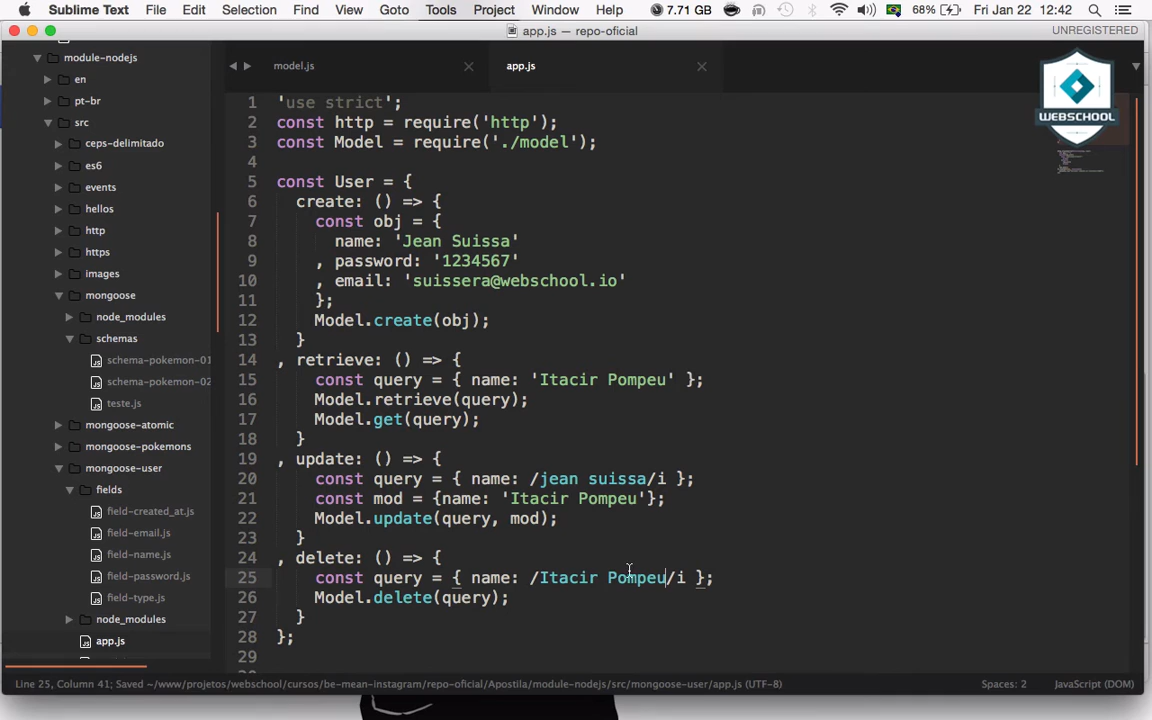 Sublime Text File Edit Selection Find View Goto Tools Project Window Help 7.71 GB 68% Fri Jan 22 12:42
app.js — repo-oficial UNREGISTERED
module-nodejs
en
pt-br
src
ceps-delimitado
es6
events
hellos
http
https
images
mongoose
node_modules
schemas
schema-pokemon-01
schema-pokemon-02
teste.js
mongoose-atomic
mongoose-pokemons
mongoose-user
fields
field-created_at.js
field-email.js
field-name.js
field-password.js
field-type.js
node_modules
app.js
model.js app.js
WEBSCHOOL
1 'use strict';
2 const http = require('http');
3 const Model = require('./model');
4
5 const User = {
6 create: () => {
7 const obj = {
8 name: 'Jean Suissa'
9 , password: '1234567'
10 , email: 'suissera@webschool.io'
11 };
12 Model.create(obj);
13 }
14 , retrieve: () => {
15 const query = { name: 'Itacir Pompeu' };
16 Model.retrieve(query);
17 Model.get(query);
18 }
19 , update: () => {
20 const query = { name: /jean suissa/i };
21 const mod = {name: 'Itacir Pompeu'};
22 Model.update(query, mod);
23 }
24 , delete: () => {
25 const query = { name: /Itacir Pompeu/i };
26 Model.delete(query);
27 }
28 };
29
Line 25, Column 41; Saved ~/www/projetos/webschool/cursos/be-mean-instagram/repo-oficial/Apostila/module-nodejs/src/mongoose-user/app.js (UTF-8) Spaces: 2 JavaScript (DOM)